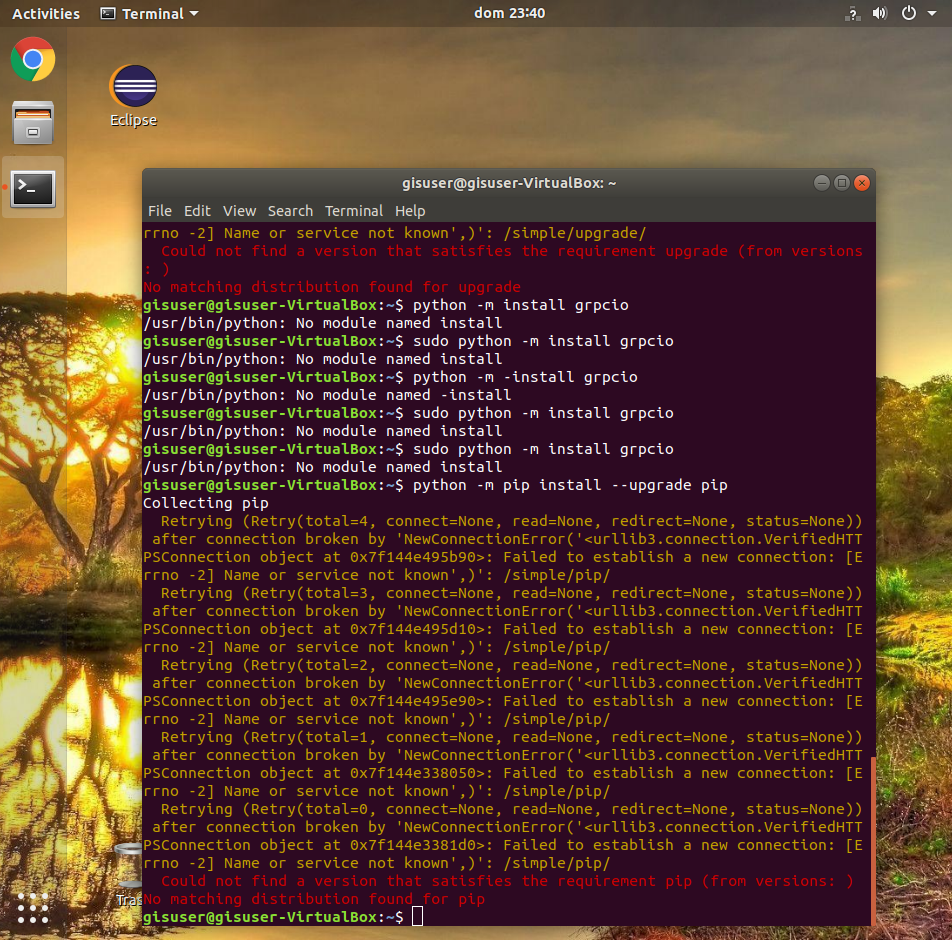 Activities
Terminal
dom 23:40
?
Eclipse
gisuser@gisuser-VirtualBox: ~
File Edit View Search Terminal Help
rrno -2] Name or service not known',)': /simple/upgrade/
  Could not find a version that satisfies the requirement upgrade (from versions
: )
No matching distribution found for upgrade
gisuser@gisuser-VirtualBox:~$ python -m install grpcio
/usr/bin/python: No module named install
gisuser@gisuser-VirtualBox:~$ sudo python -m install grpcio
/usr/bin/python: No module named install
gisuser@gisuser-VirtualBox:~$ python -m -install grpcio
/usr/bin/python: No module named -install
gisuser@gisuser-VirtualBox:~$ sudo python -m install grpcio
/usr/bin/python: No module named install
gisuser@gisuser-VirtualBox:~$ sudo python -m install grpcio
/usr/bin/python: No module named install
gisuser@gisuser-VirtualBox:~$ python -m pip install --upgrade pip
Collecting pip
  Retrying (Retry(total=4, connect=None, read=None, redirect=None, status=None))
 after connection broken by 'NewConnectionError('<urllib3.connection.VerifiedHTT
PSConnection object at 0x7f144e495b90>: Failed to establish a new connection: [E
rrno -2] Name or service not known',)': /simple/pip/
  Retrying (Retry(total=3, connect=None, read=None, redirect=None, status=None))
 after connection broken by 'NewConnectionError('<urllib3.connection.VerifiedHTT
PSConnection object at 0x7f144e495d10>: Failed to establish a new connection: [E
rrno -2] Name or service not known',)': /simple/pip/
  Retrying (Retry(total=2, connect=None, read=None, redirect=None, status=None))
 after connection broken by 'NewConnectionError('<urllib3.connection.VerifiedHTT
PSConnection object at 0x7f144e495e90>: Failed to establish a new connection: [E
rrno -2] Name or service not known',)': /simple/pip/
  Retrying (Retry(total=1, connect=None, read=None, redirect=None, status=None))
 after connection broken by 'NewConnectionError('<urllib3.connection.VerifiedHTT
PSConnection object at 0x7f144e338050>: Failed to establish a new connection: [E
rrno -2] Name or service not known',)': /simple/pip/
  Retrying (Retry(total=0, connect=None, read=None, redirect=None, status=None))
 after connection broken by 'NewConnectionError('<urllib3.connection.VerifiedHTT
PSConnection object at 0x7f144e3381d0>: Failed to establish a new connection: [E
rrno -2] Name or service not known',)': /simple/pip/
  Could not find a version that satisfies the requirement pip (from versions: )
No matching distribution found for pip
gisuser@gisuser-VirtualBox:~$
Tras